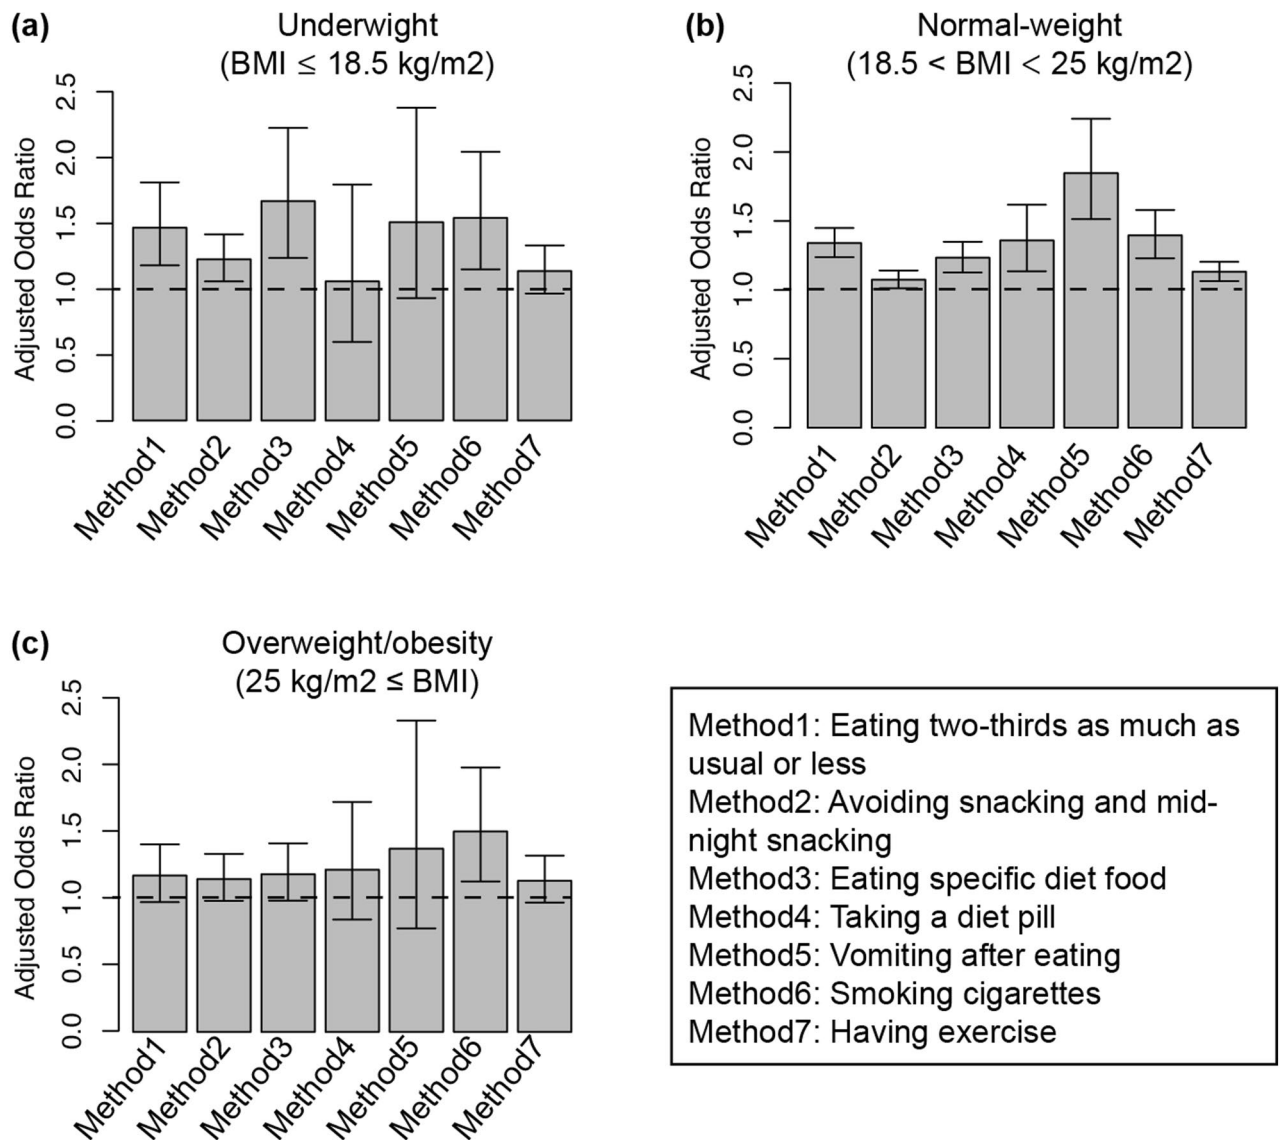 (a)
Underwight
(BMI ≤ 18.5 kg/m2)
Adjusted Odds Ratio
2.5
2.0
1.5
1.0
0.5
0.0
Method1
Method2
Method3
Method4
Method5
Method6
Method7
(b)
Normal-weight
(18.5 < BMI < 25 kg/m2)
Adjusted Odds Ratio
2.5
2.0
1.5
1.0
0.5
0.0
Method1
Method2
Method3
Method4
Method5
Method6
Method7
(c)
Overweight/obesity
(25 kg/m2 ≤ BMI)
Adjusted Odds Ratio
2.5
2.0
1.5
1.0
0.5
0.0
Method1
Method2
Method3
Method4
Method5
Method6
Method7
Method1: Eating two-thirds as much as
usual or less
Method2: Avoiding snacking and mid-
night snacking
Method3: Eating specific diet food
Method4: Taking a diet pill
Method5: Vomiting after eating
Method6: Smoking cigarettes
Method7: Having exercise